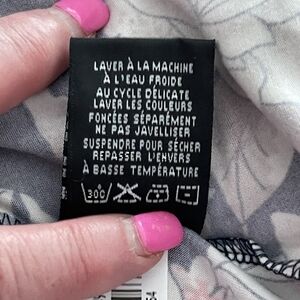 LAVER À LA MACHINE
À L'EAU FROIDE
AU CYCLE DÉLICATE
LAVER LES COULEURS
FONCÉES SÉPARÉMENT
NE PAS JAVELLISER
SUSPENDRE POUR SÉCHER
REPASSER L'ENVERS
À BASSE TEMPÉRATURE
30C